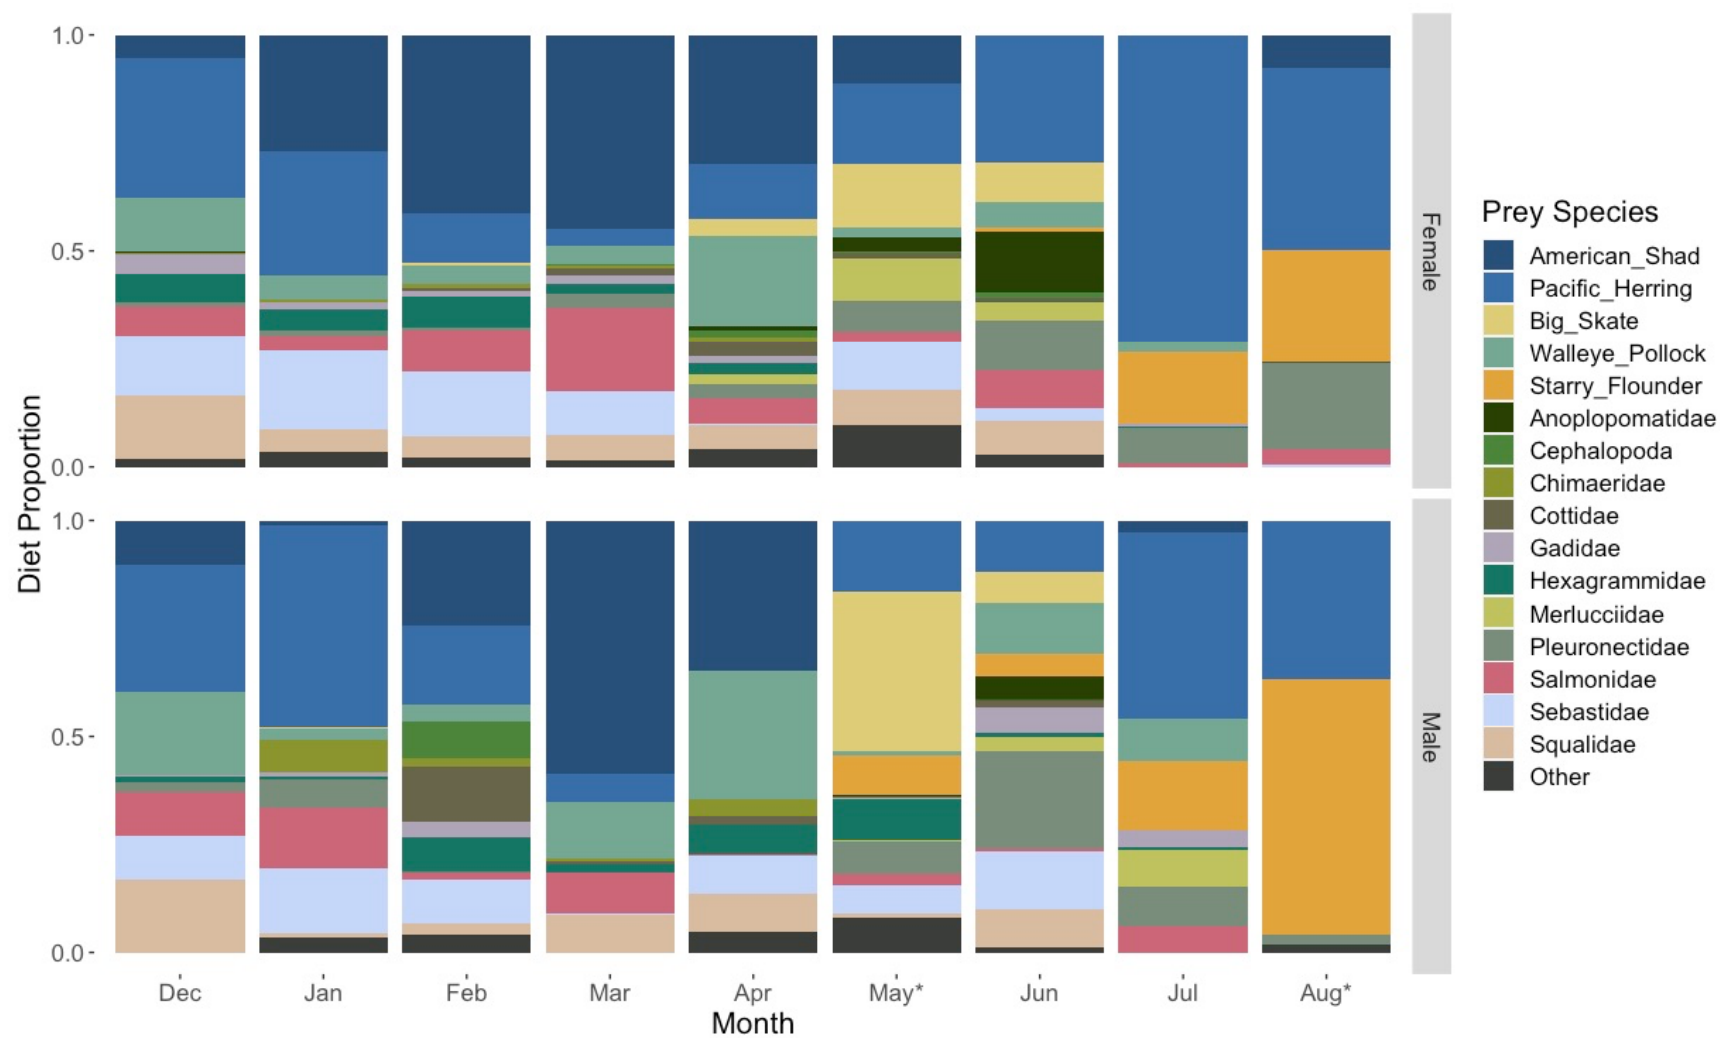 1.0
0.5
0.0
Female
1.0
0.5
0.0
Male
Diet Proportion
Dec Jan Feb Mar Apr May* Jun Jul Aug*
Month
Prey Species
American_Shad
Pacific_Herring
Big_Skate
Walleye_Pollock
Starry_Flounder
Anoplopomatidae
Cephalopoda
Chimaeridae
Cottidae
Gadidae
Hexagrammidae
Merlucciidae
Pleuronectidae
Salmonidae
Sebastidae
Squalidae
Other